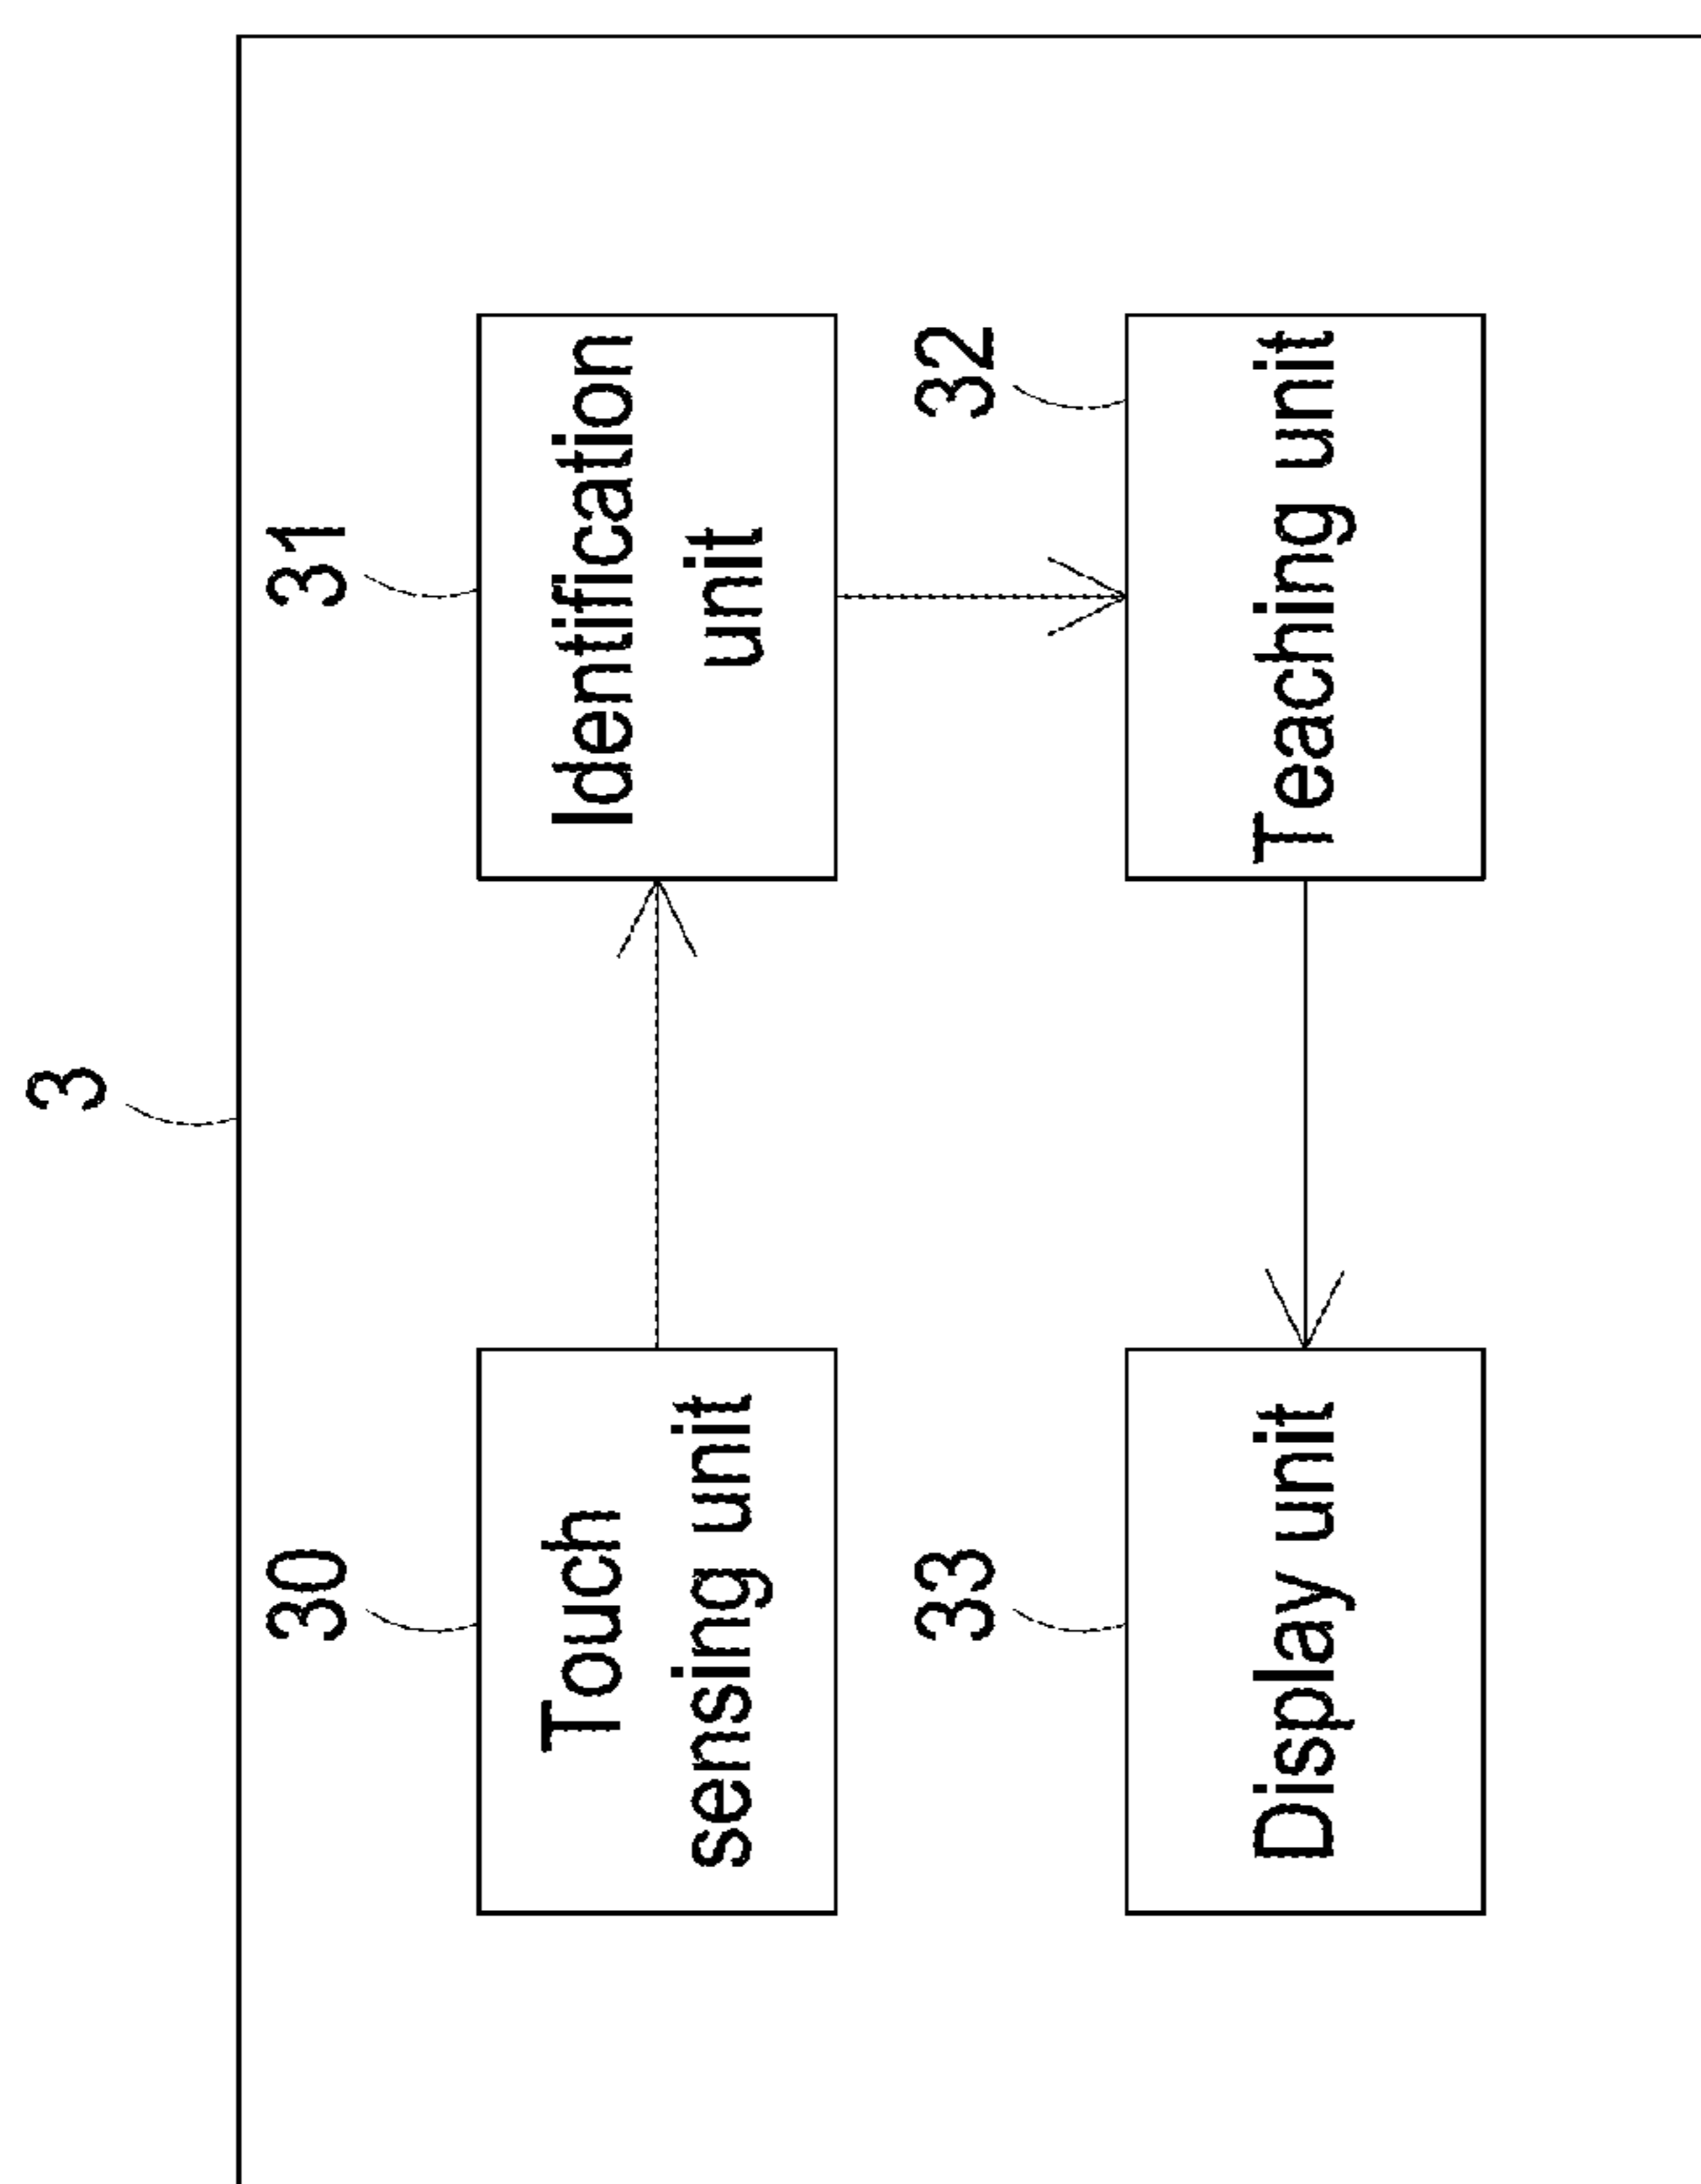 3
30
Touch
sensing unit
31
Identification
unit
33
Display unit
32
Teaching unit